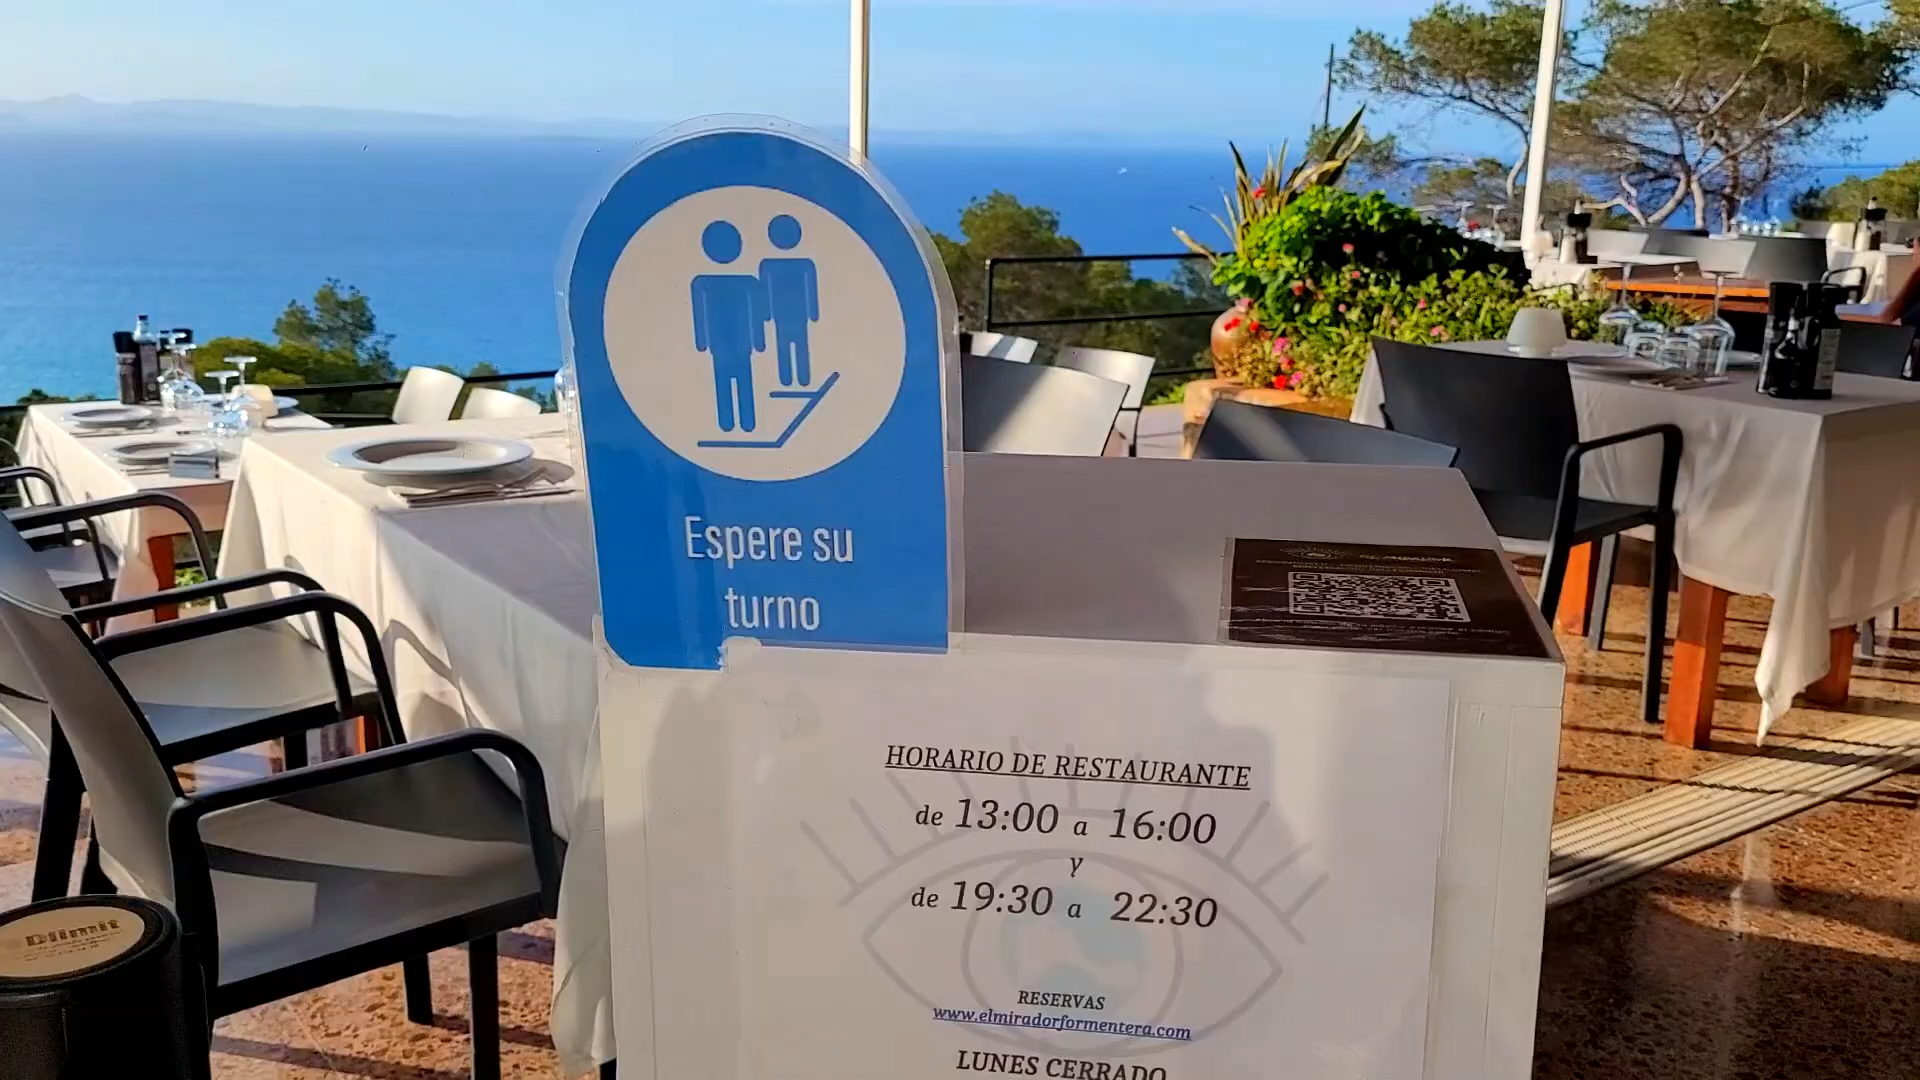 Espere su
turno
HORARIO DE RESTAURANTE
de 13:00 a 16:00
y
de 19:30 a 22:30
RESERVAS
www.elmiradorformentera.com
LUNES CERRADO